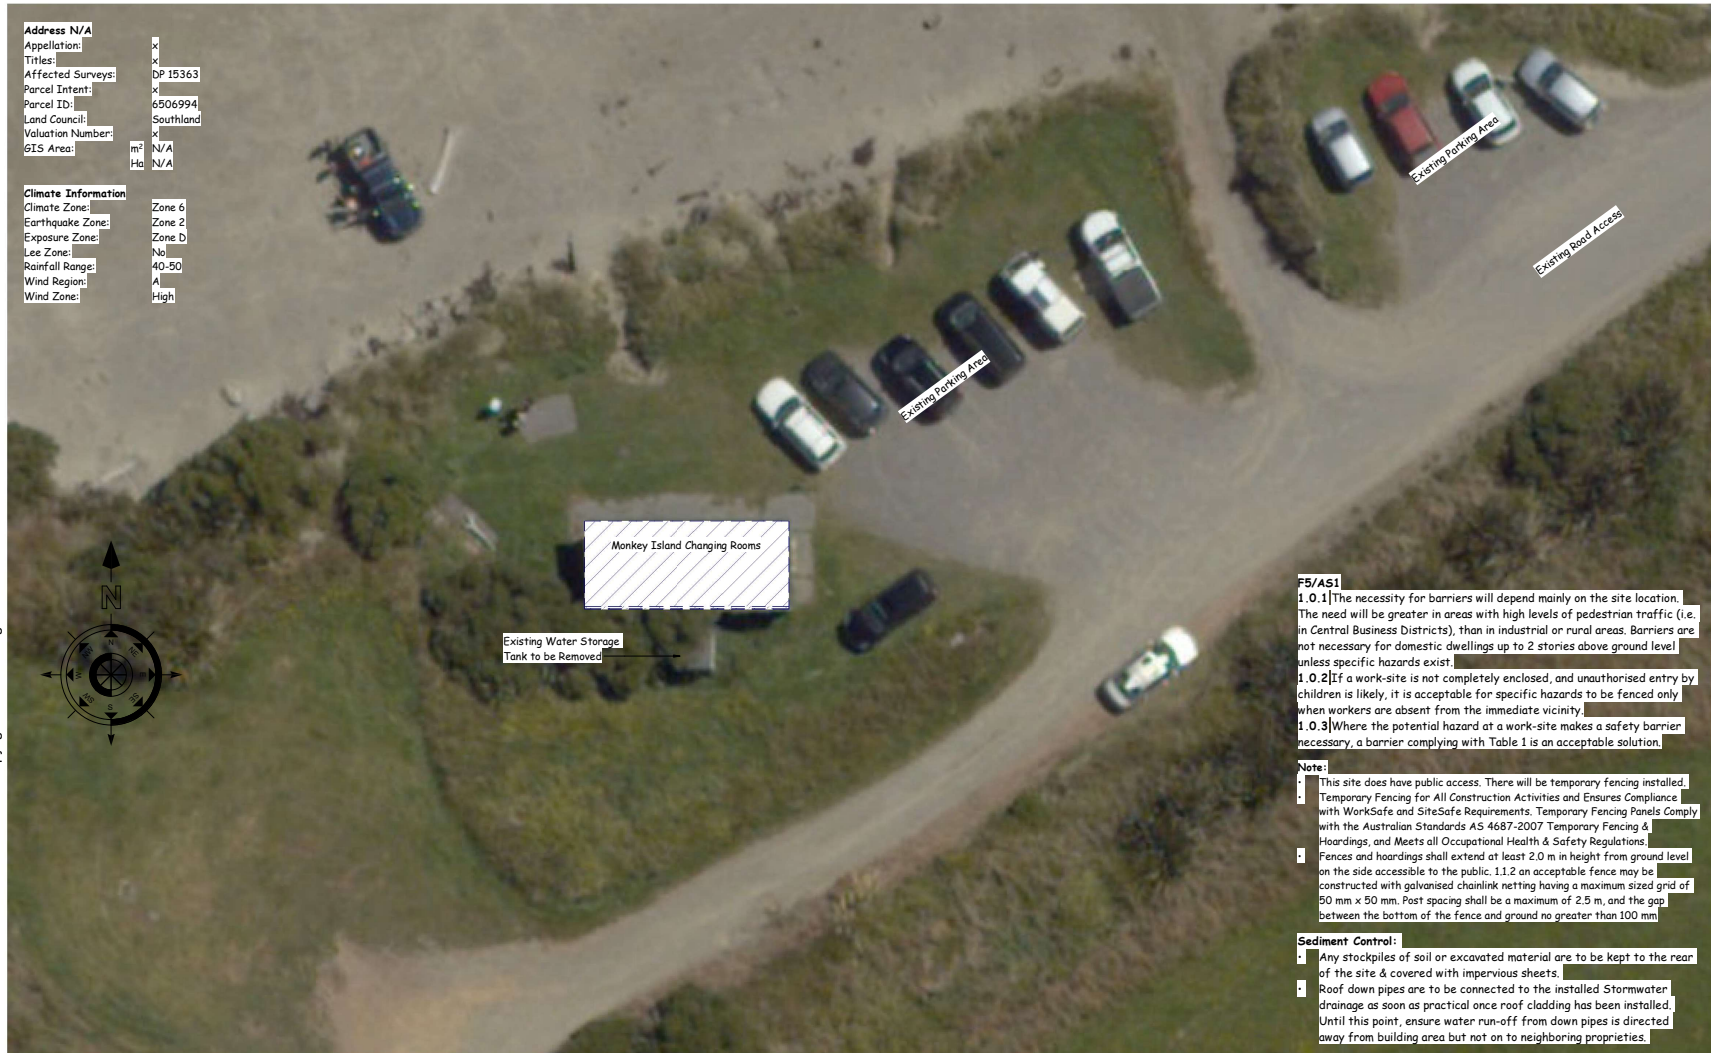 Address N/A
Appellation: x
Titles: x
Affected Surveys: DP 15363
Parcel Intent: x
Parcel ID: 6506994
Land Council: Southland
Valuation Number: x
GIS Area: m² N/A
Ha N/A
Climate Information
Climate Zone: Zone 6
Earthquake Zone: Zone 2
Exposure Zone: Zone D
Lee Zone: No
Rainfall Range: 40-50
Wind Region: A
Wind Zone: High
Existing Parking Area
Existing Road Access
Existing Parking Area
Monkey Island Changing Rooms
Existing Water Storage
Tank to be Removed
N
N
NE
E
SE
S
SW
W
NW
F5/AS1
1.0.1 The necessity for barriers will depend mainly on the site location.
The need will be greater in areas with high levels of pedestrian traffic (i.e.
in Central Business Districts), than in industrial or rural areas. Barriers are
not necessary for domestic dwellings up to 2 stories above ground level
unless specific hazards exist.
1.0.2 If a work-site is not completely enclosed, and unauthorised entry by
children is likely, it is acceptable for specific hazards to be fenced only
when workers are absent from the immediate vicinity.
1.0.3 Where the potential hazard at a work-site makes a safety barrier
necessary, a barrier complying with Table 1 is an acceptable solution.
Note:
• This site does have public access. There will be temporary fencing installed.
• Temporary Fencing for All Construction Activities and Ensures Compliance
with WorkSafe and SiteSafe Requirements. Temporary Fencing Panels Comply
with the Australian Standards AS 4687-2007 Temporary Fencing &
Hoardings, and Meets all Occupational Health & Safety Regulations.
• Fences and hoardings shall extend at least 2.0 m in height from ground level
on the side accessible to the public. 1.1.2 an acceptable fence may be
constructed with galvanised chainlink netting having a maximum sized grid of
50 mm x 50 mm. Post spacing shall be a maximum of 2.5 m, and the gap
between the bottom of the fence and ground no greater than 100 mm
Sediment Control:
• Any stockpiles of soil or excavated material are to be kept to the rear
of the site & covered with impervious sheets.
• Roof down pipes are to be connected to the installed Stormwater
drainage as soon as practical once roof cladding has been installed.
Until this point, ensure water run-off from down pipes is directed
away from building area but not on to neighboring proprieties.